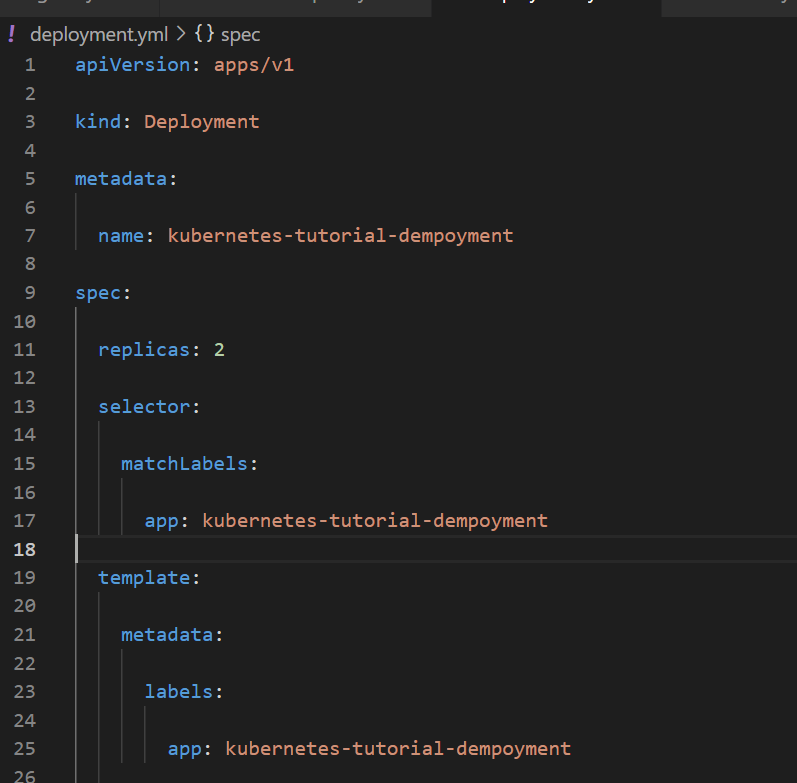 ! deployment.yml > {} spec
1 apiVersion: apps/v1
2
3 kind: Deployment
4
5 metadata:
6
7 name: kubernetes-tutorial-dempoyment
8
9 spec:
10
11 replicas: 2
12
13 selector:
14
15 matchLabels:
16
17 app: kubernetes-tutorial-dempoyment
18
19 template:
20
21 metadata:
22
23 labels:
24
25 app: kubernetes-tutorial-dempoyment
26